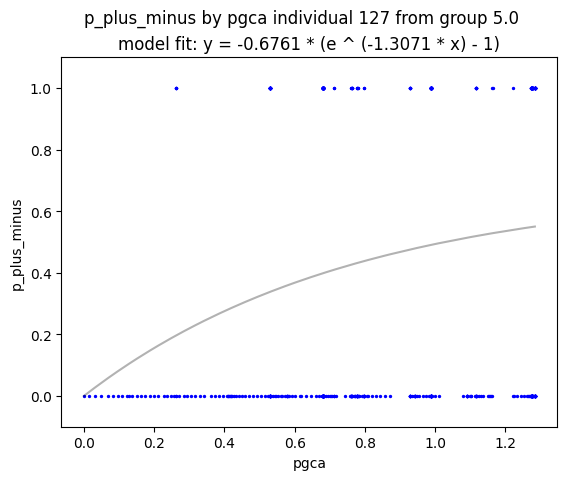 p_plus_minus by pgca individual 127 from group 5.0
model fit: y = -0.6761 * (e ^ (-1.3071 * x) - 1)
1.0
0.8
0.6
0.4
0.2
0.0
p_plus_minus
0.0 0.2 0.4 0.6 0.8 1.0 1.2
pgca